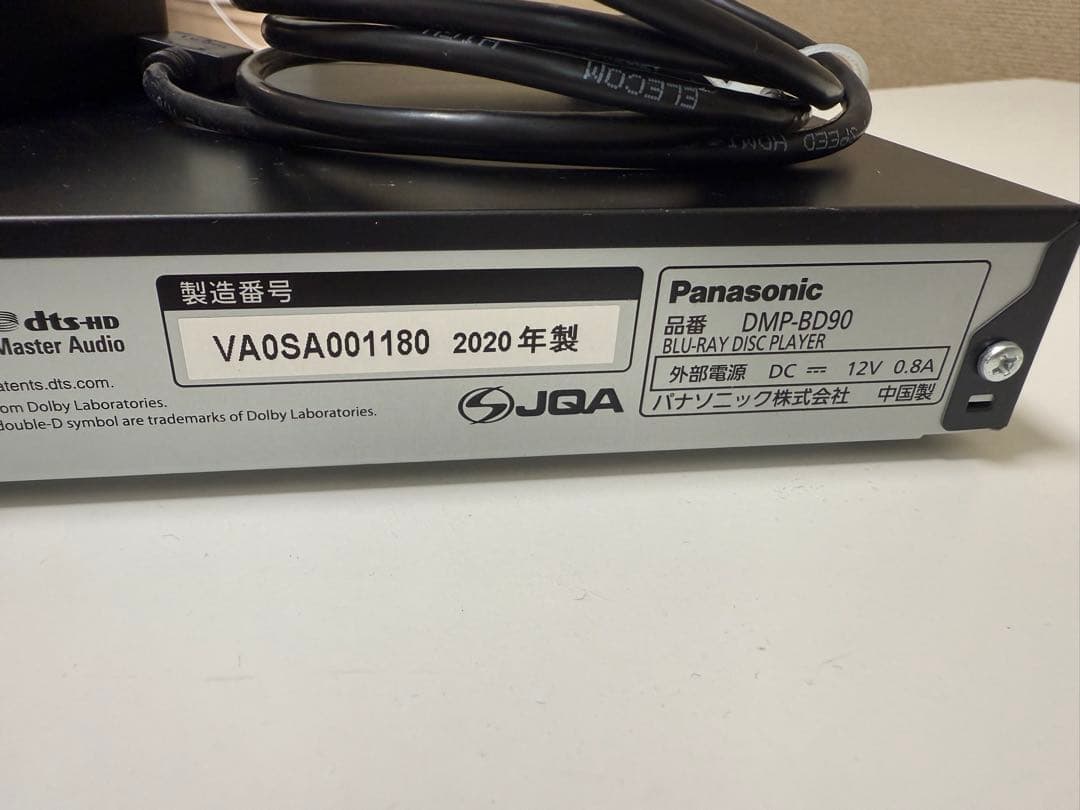 ELECOM
SPEED HDMI
製造番号
VA0SA001180 2020年製
dts-HD
Master Audio
atents.dts.com.
om Dolby Laboratories.
double-D symbol are trademarks of Dolby Laboratories.
JQA
Panasonic
品番 DMP-BD90
BLU-RAY DISC PLAYER
外部電源 DC ⎓ 12V 0.8A
パナソニック株式会社 中国製